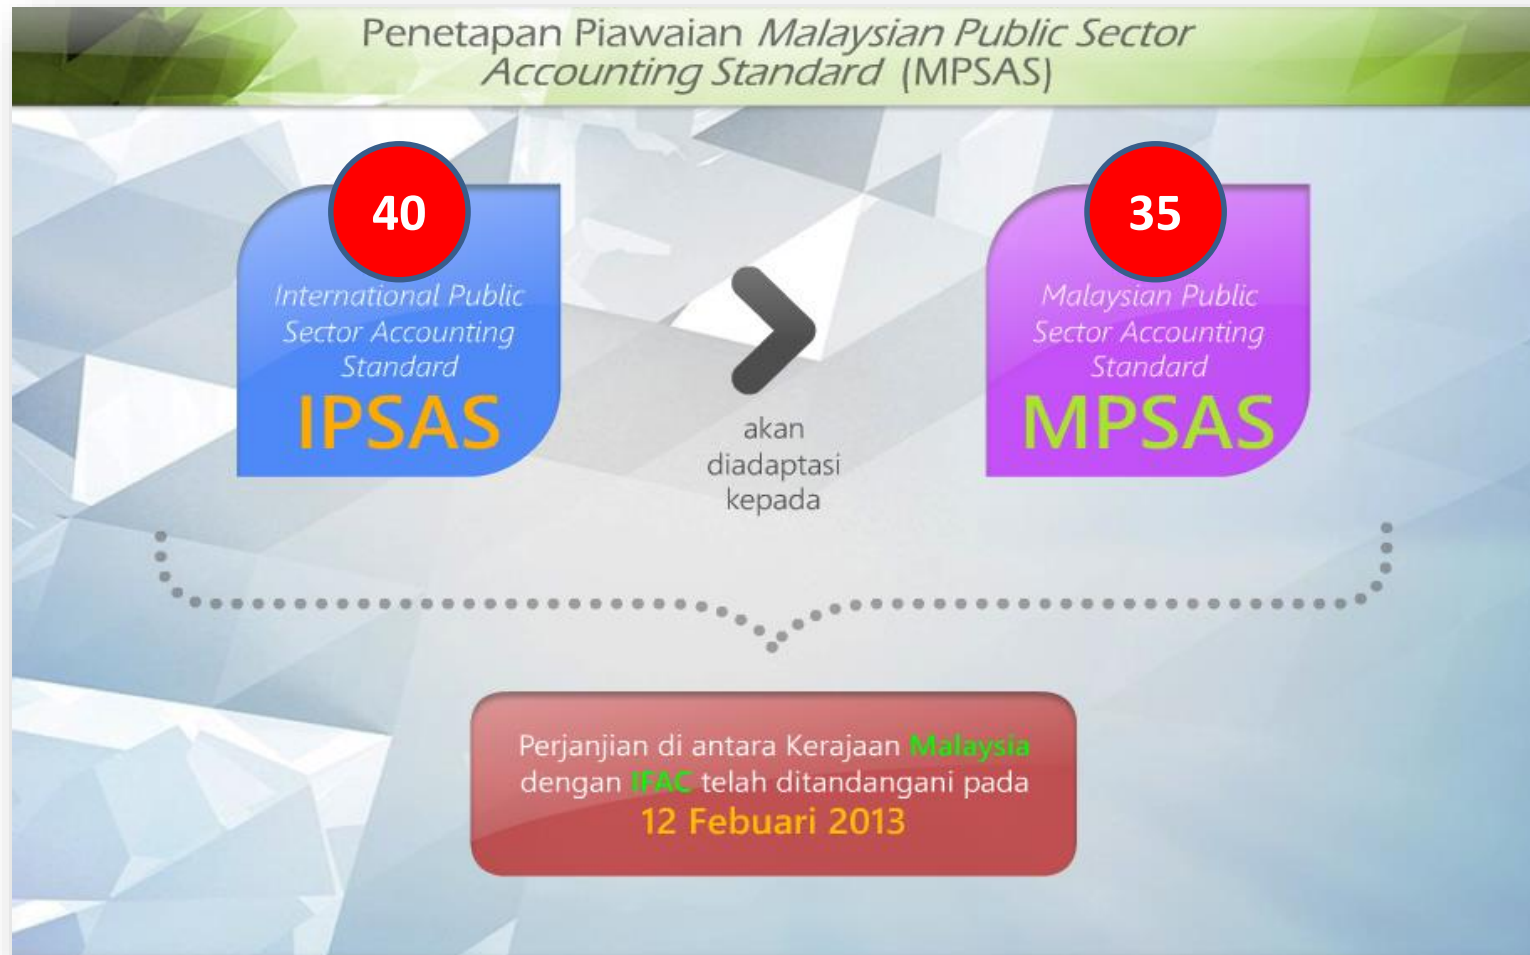 Penetapan Piawaian Malaysian Public Sector
Accounting Standard (MPSAS)
40
International Public
Sector Accounting
Standard
IPSAS
akan
diadaptasi
kepada
35
Malaysian Public
Sector Accounting
Standard
MPSAS
Perjanjian di antara Kerajaan Malaysia
dengan IFAC telah ditandangani pada
12 Febuari 2013